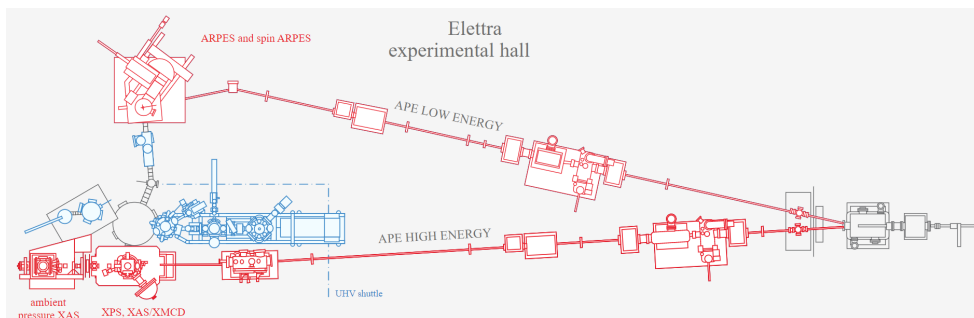 Elettra
experimental hall
ARPES and spin ARPES
APE LOW ENERGY
APE HIGH ENERGY
UHV shuttle
ambient
pressure XAS
XPS, XAS/XMCD